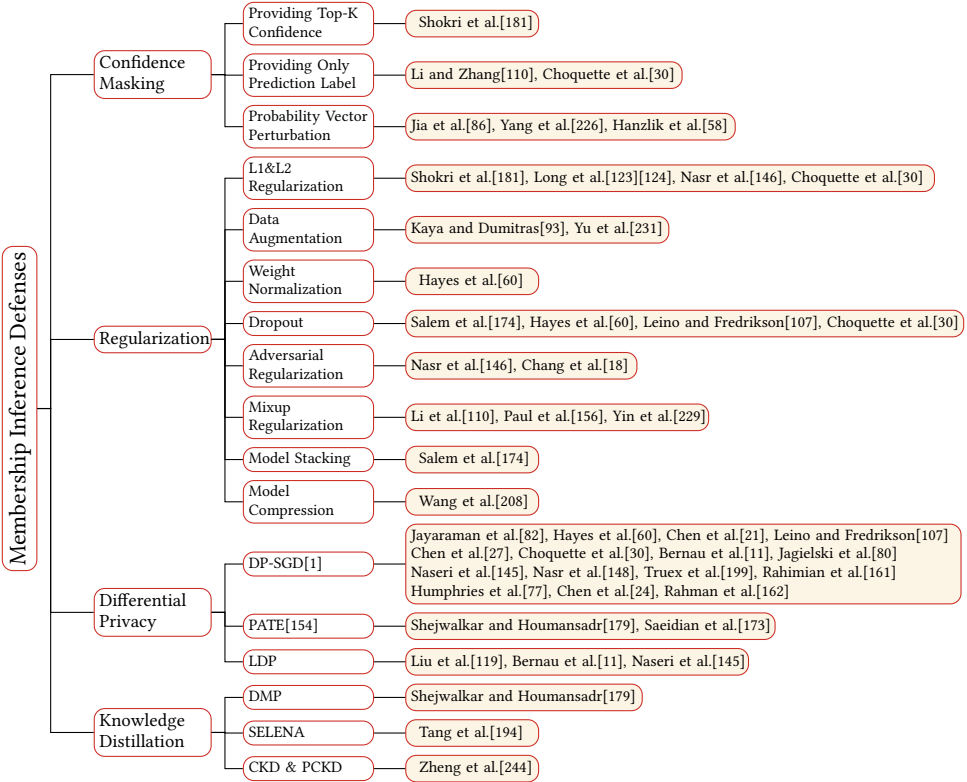 Membership Inference Defenses
Confidence
Masking
Providing Top-K
Confidence
Shokri et al.[181]
Providing Only
Prediction Label
Li and Zhang[110], Choquette et al.[30]
Probability Vector
Perturbation
Jia et al.[86], Yang et al.[226], Hanzlik et al.[58]
Regularization
L1&L2
Regularization
Shokri et al.[181], Long et al.[123][124], Nasr et al.[146], Choquette et al.[30]
Data
Augmentation
Kaya and Dumitras[93], Yu et al.[231]
Weight
Normalization
Hayes et al.[60]
Dropout
Salem et al.[174], Hayes et al.[60], Leino and Fredrikson[107], Choquette et al.[30]
Adversarial
Regularization
Nasr et al.[146], Chang et al.[18]
Mixup
Regularization
Li et al.[110], Paul et al.[156], Yin et al.[229]
Model Stacking
Salem et al.[174]
Model
Compression
Wang et al.[208]
Differential
Privacy
DP-SGD[1]
Jayaraman et al.[82], Hayes et al.[60], Chen et al.[21], Leino and Fredrikson[107]
Chen et al.[27], Choquette et al.[30], Bernau et al.[11], Jagielski et al.[80]
Naseri et al.[145], Nasr et al.[148], Truex et al.[199], Rahimian et al.[161]
Humphries et al.[77], Chen et al.[24], Rahman et al.[162]
PATE[154]
Shejwalkar and Houmansadr[179], Saeidian et al.[173]
LDP
Liu et al.[119], Bernau et al.[11], Naseri et al.[145]
Knowledge
Distillation
DMP
Shejwalkar and Houmansadr[179]
SELENA
Tang et al.[194]
CKD & PCKD
Zheng et al.[244]